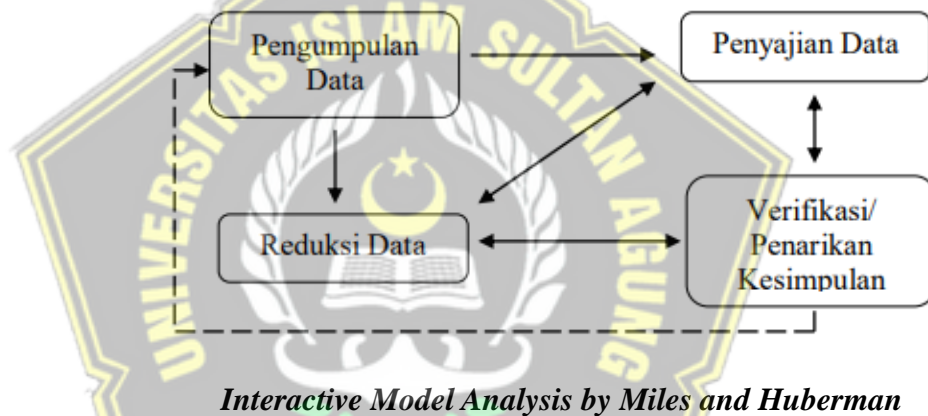 Pengumpulan
Data
Penyajian Data
Reduksi Data
Verifikasi/
Penarikan
Kesimpulan
UNIVERSITAS ISLAM SULTAN AGUNG
Interactive Model Analysis by Miles and Huberman